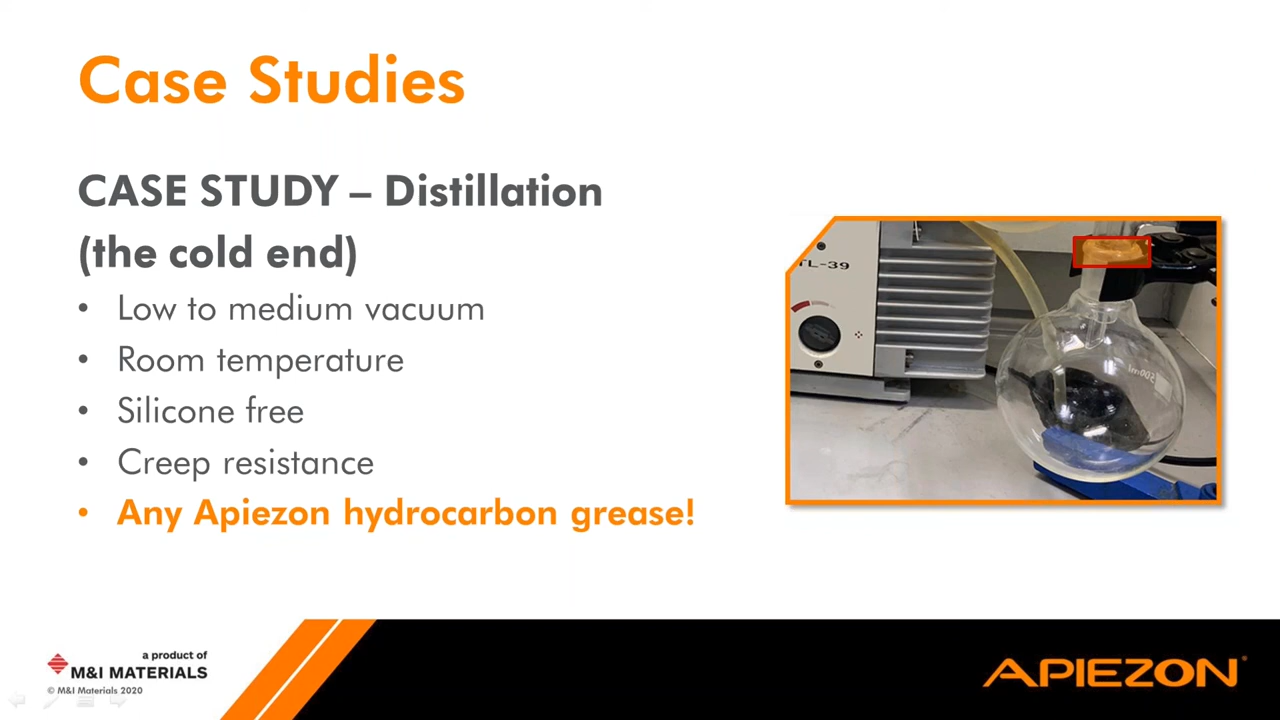 Case Studies
CASE STUDY – Distillation
(the cold end)
• Low to medium vacuum
• Room temperature
• Silicone free
• Creep resistance
• Any Apiezon hydrocarbon grease!
TL-39
500ml
a product of
M&I MATERIALS
© M&I Materials 2020
APIEZON®